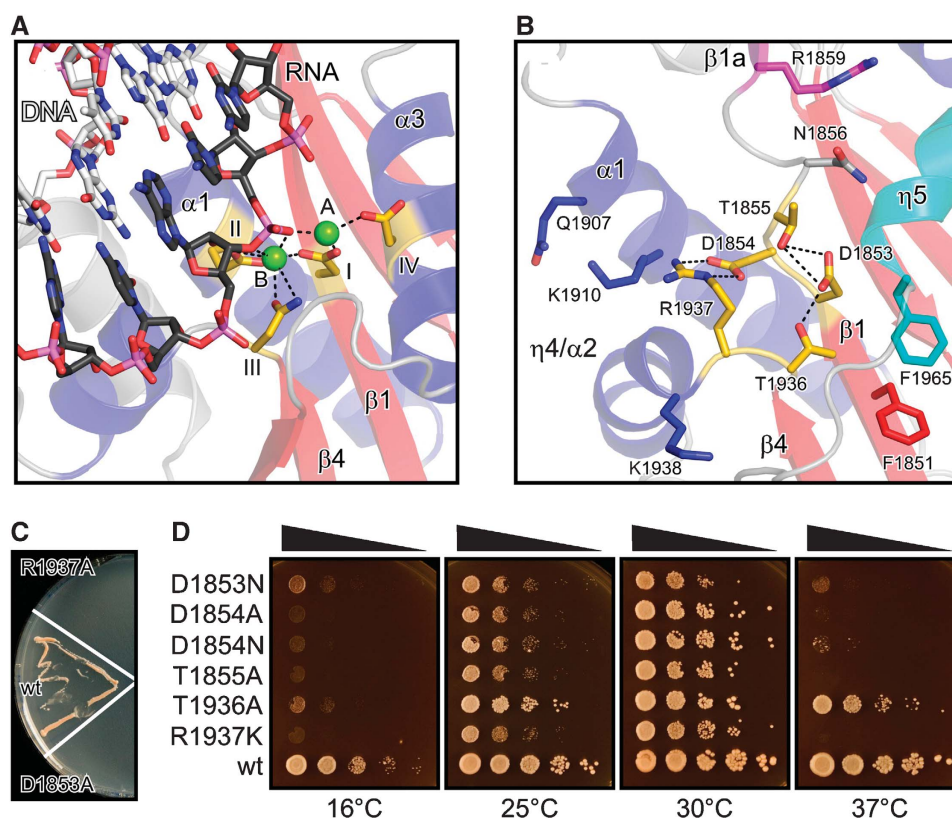 A
DNA
RNA
α3
α1
A
II
B
I
IV
III
β1
β4
B
β1a
R1859
N1856
α1
η5
T1855
Q1907
D1854
D1853
K1910
R1937
β1
η4/α2
T1936
F1965
β4
F1851
K1938
C
R1937A
wt
D1853A
D
D1853N
D1854A
D1854N
T1855A
T1936A
R1937K
wt
16°C 25°C 30°C 37°C